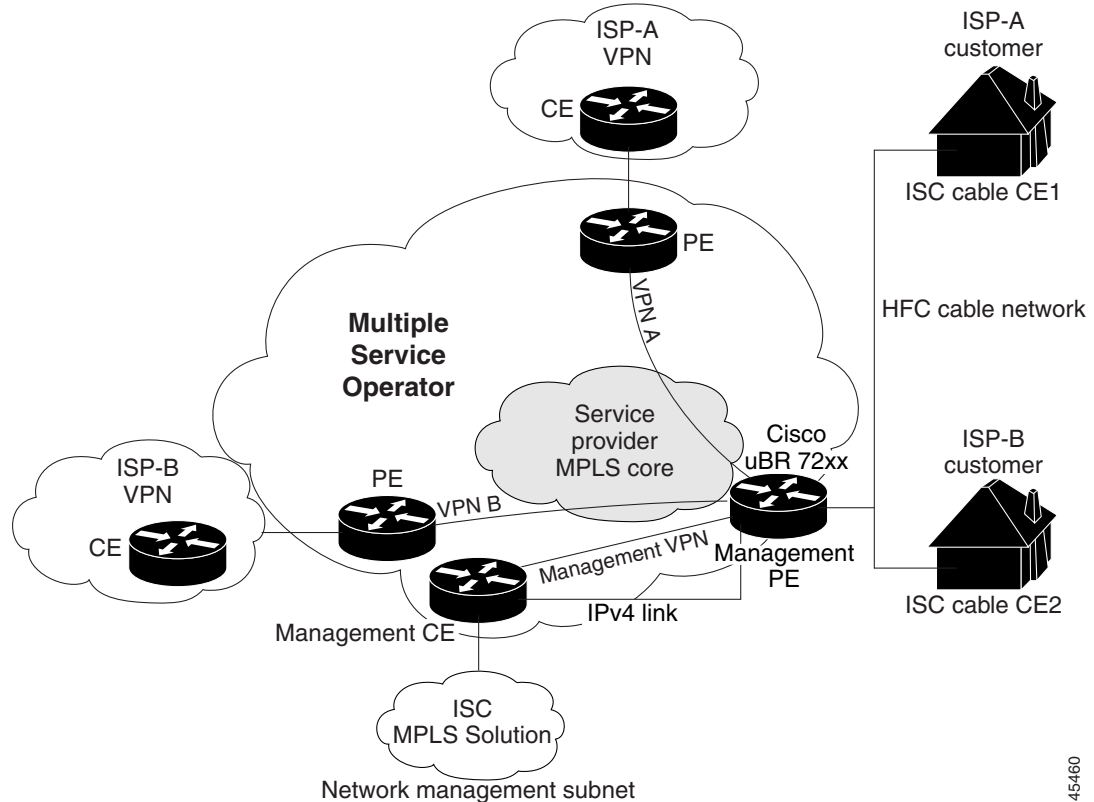 ISP-A
VPN
CE
ISP-A
customer
ISC cable CE1
PE
VPN A
HFC cable network
Multiple
Service
Operator
Service
provider
MPLS core
Cisco
uBR 72xx
ISP-B
customer
ISP-B
VPN
CE
PE
VPN B
Management VPN
Management
PE
ISC cable CE2
IPv4 link
Management CE
ISC
MPLS Solution
Network management subnet
45460